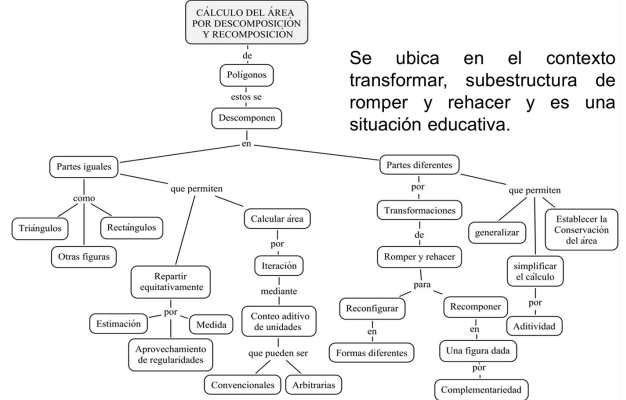 CÁLCULO DEL ÁREA
POR DESCOMPOSICIÓN
Y RECOMPOSICIÓN
de
Polígonos
estos se
Descomponen
en
Se ubica en el contexto
transformar, subestructura de
romper y rehacer y es una
situación educativa.
Partes iguales
como
Triángulos
Rectángulos
Otras figuras
que permiten
Repartir
equitativamente
por
Estimación
Medida
Aprovechamiento
de regularidades
Calcular área
por
Iteración
mediante
Conteo aditivo
de unidades
que pueden ser
Convencionales
Arbitrarias
Partes diferentes
por
Transformaciones
de
Romper y rehacer
para
Reconfigurar
en
Formas diferentes
Recomponer
en
Una figura dada
por
Complementariedad
que permiten
generalizar
simplificar
el cálculo
por
Aditividad
Establecer la
Conservación
del área